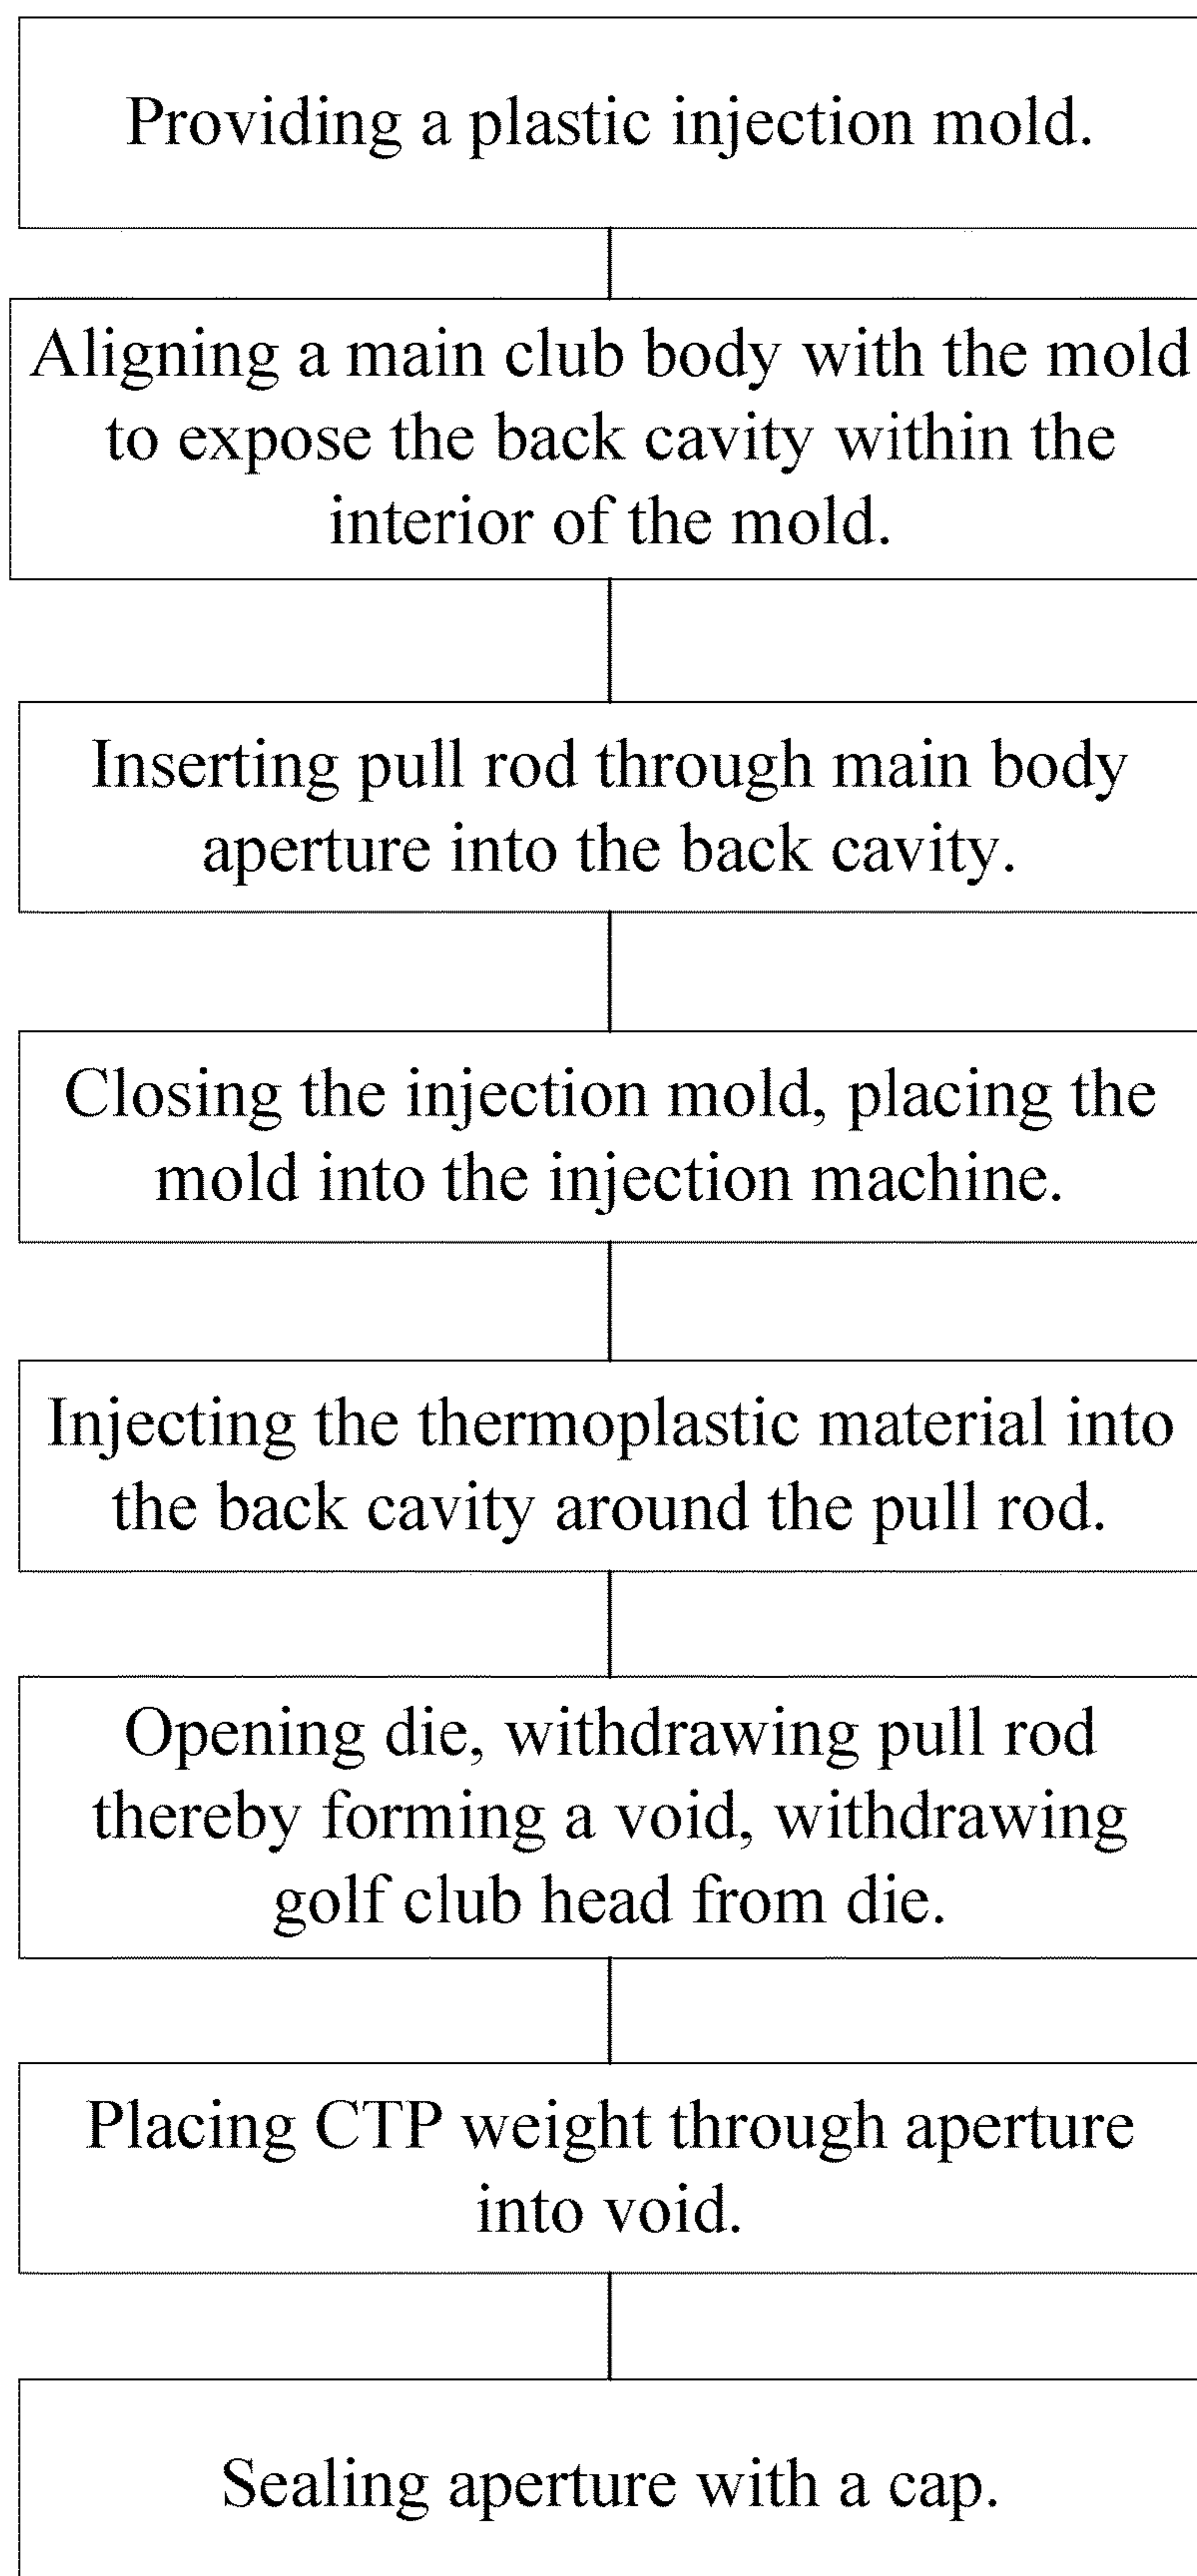 Providing a plastic injection mold.
Aligning a main club body with the mold
to expose the back cavity within the
interior of the mold.
Inserting pull rod through main body
aperture into the back cavity.
Closing the injection mold, placing the
mold into the injection machine.
Injecting the thermoplastic material into
the back cavity around the pull rod.
Opening die, withdrawing pull rod
thereby forming a void, withdrawing
golf club head from die.
Placing CTP weight through aperture
into void.
Sealing aperture with a cap.